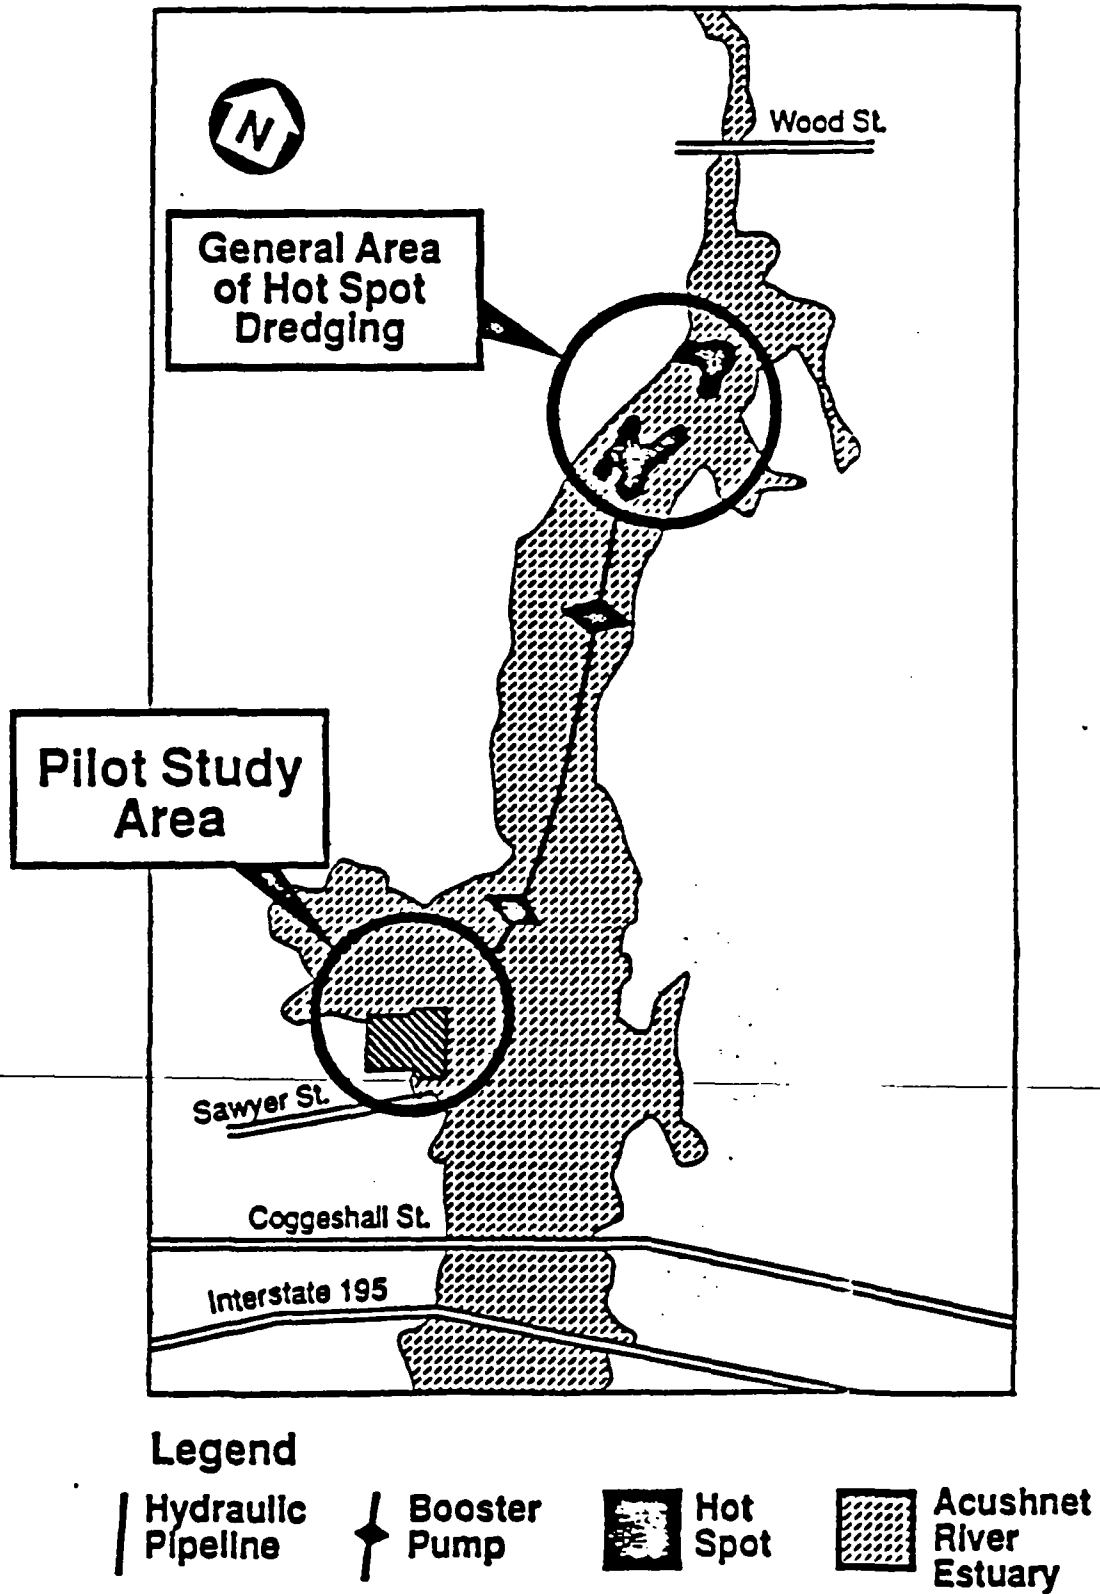 N
Wood St.
General Area
of Hot Spot
Dredging
Pilot Study
Area
Sawyer St.
Coggeshall St.
Interstate 195
Legend
Hydraulic
Pipeline
Booster
Pump
Hot
Spot
Acushnet
River
Estuary